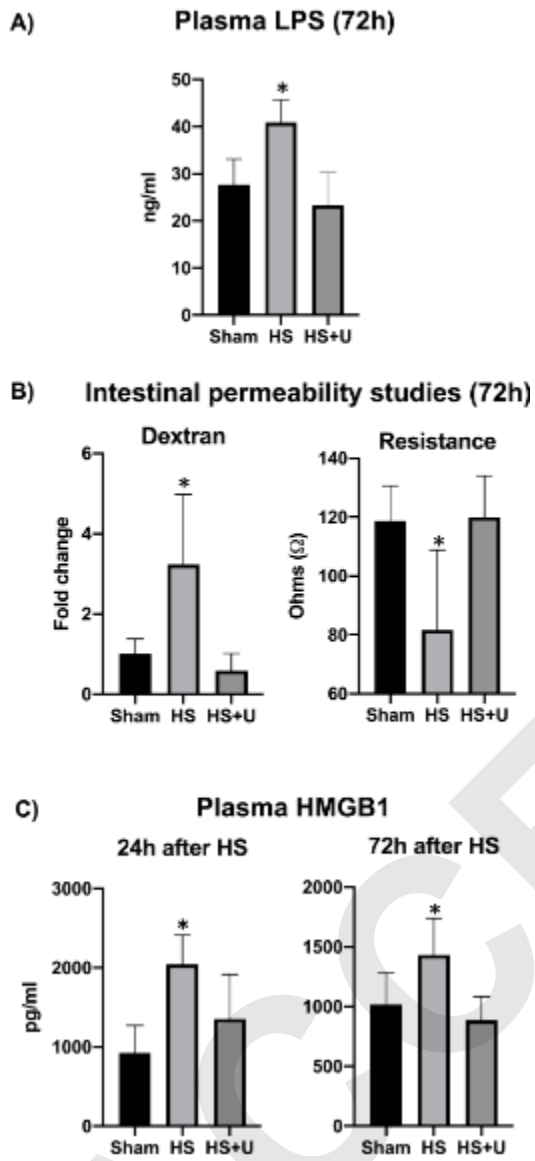 A) Plasma LPS (72h)
50
40
30
20
10
0
ng/ml
*
Sham HS HS+U
B) Intestinal permeability studies (72h)
Dextran
6
4
2
0
Fold change
*
Sham HS HS+U
Resistance
140
120
100
80
60
Ohms (Ω)
*
Sham HS HS+U
C) Plasma HMGB1
24h after HS
3000
2000
1000
0
pg/ml
*
Sham HS HS+U
72h after HS
2000
1500
1000
500
0
*
Sham HS HS+U